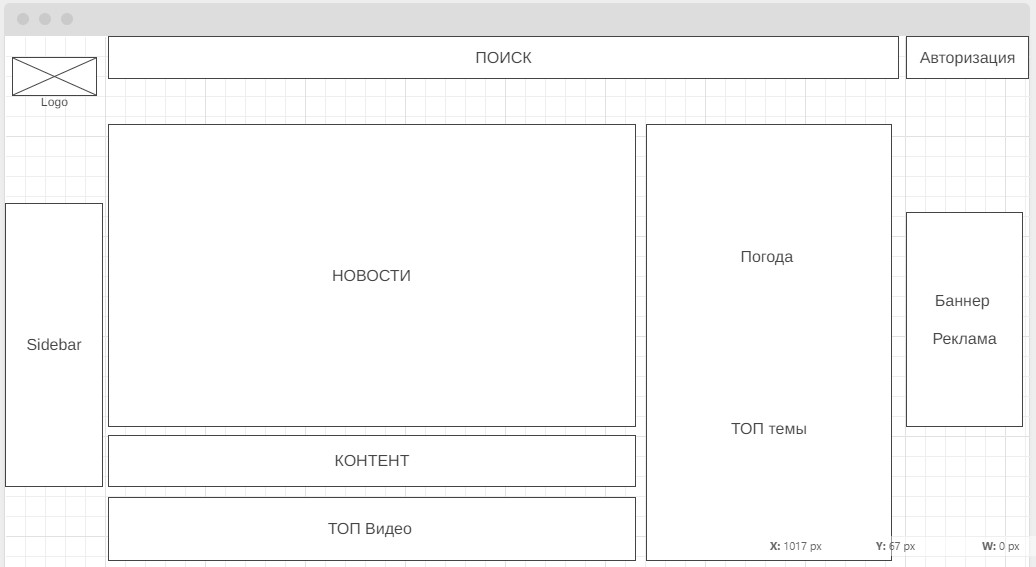 ПОИСК
Авторизация
Logo
НОВОСТИ
Погода
Баннер
Реклама
Sidebar
ТОП темы
КОНТЕНТ
ТОП Видео
X: 1017 px
Y: 67 px
W: 0 px